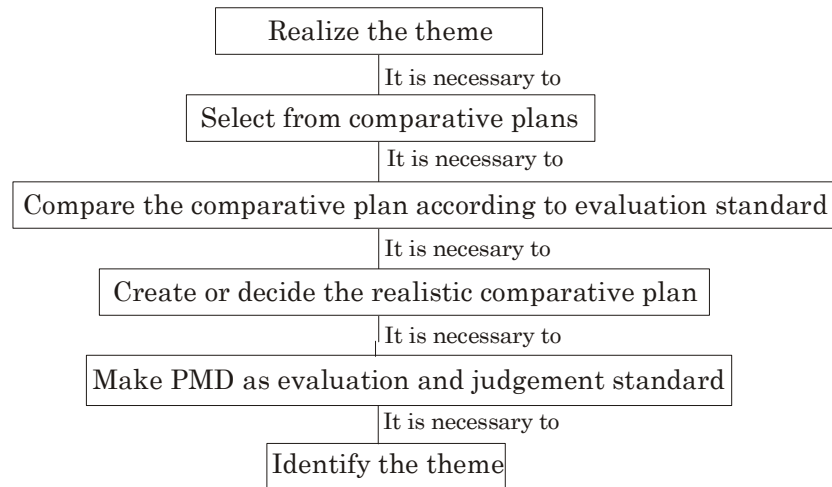 Realize the theme
It is necessary to
Select from comparative plans
It is necessary to
Compare the comparative plan according to evaluation standard
It is necesary to
Create or decide the realistic comparative plan
It is necessary to
Make PMD as evaluation and judgement standard
It is necessary to
Identify the theme